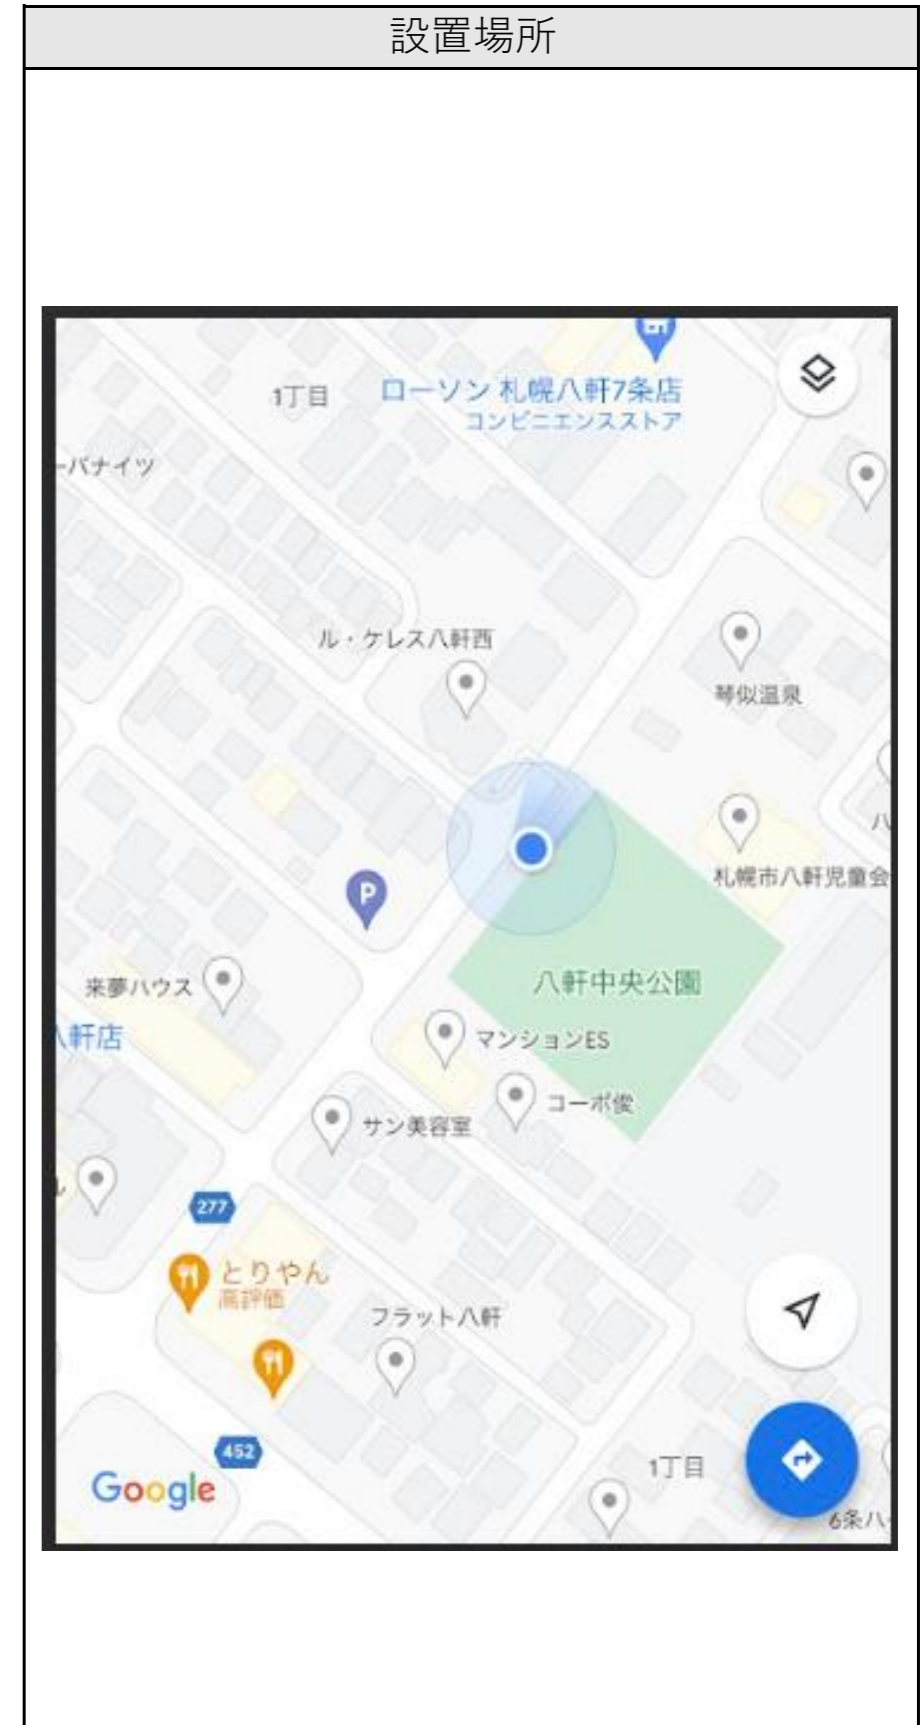 設置場所
1丁目
ローソン 札幌八軒7条店
コンビニエンスストア
ーバナイツ
ル・ケレス八軒西
琴似温泉
八
札幌市八軒児童会
P
来夢ハウス
八軒中央公園
八軒店
マンションES
コーポ俊
サン美容室
277
とりやん
高評価
フラット八軒
452
1丁目
Google
6条八